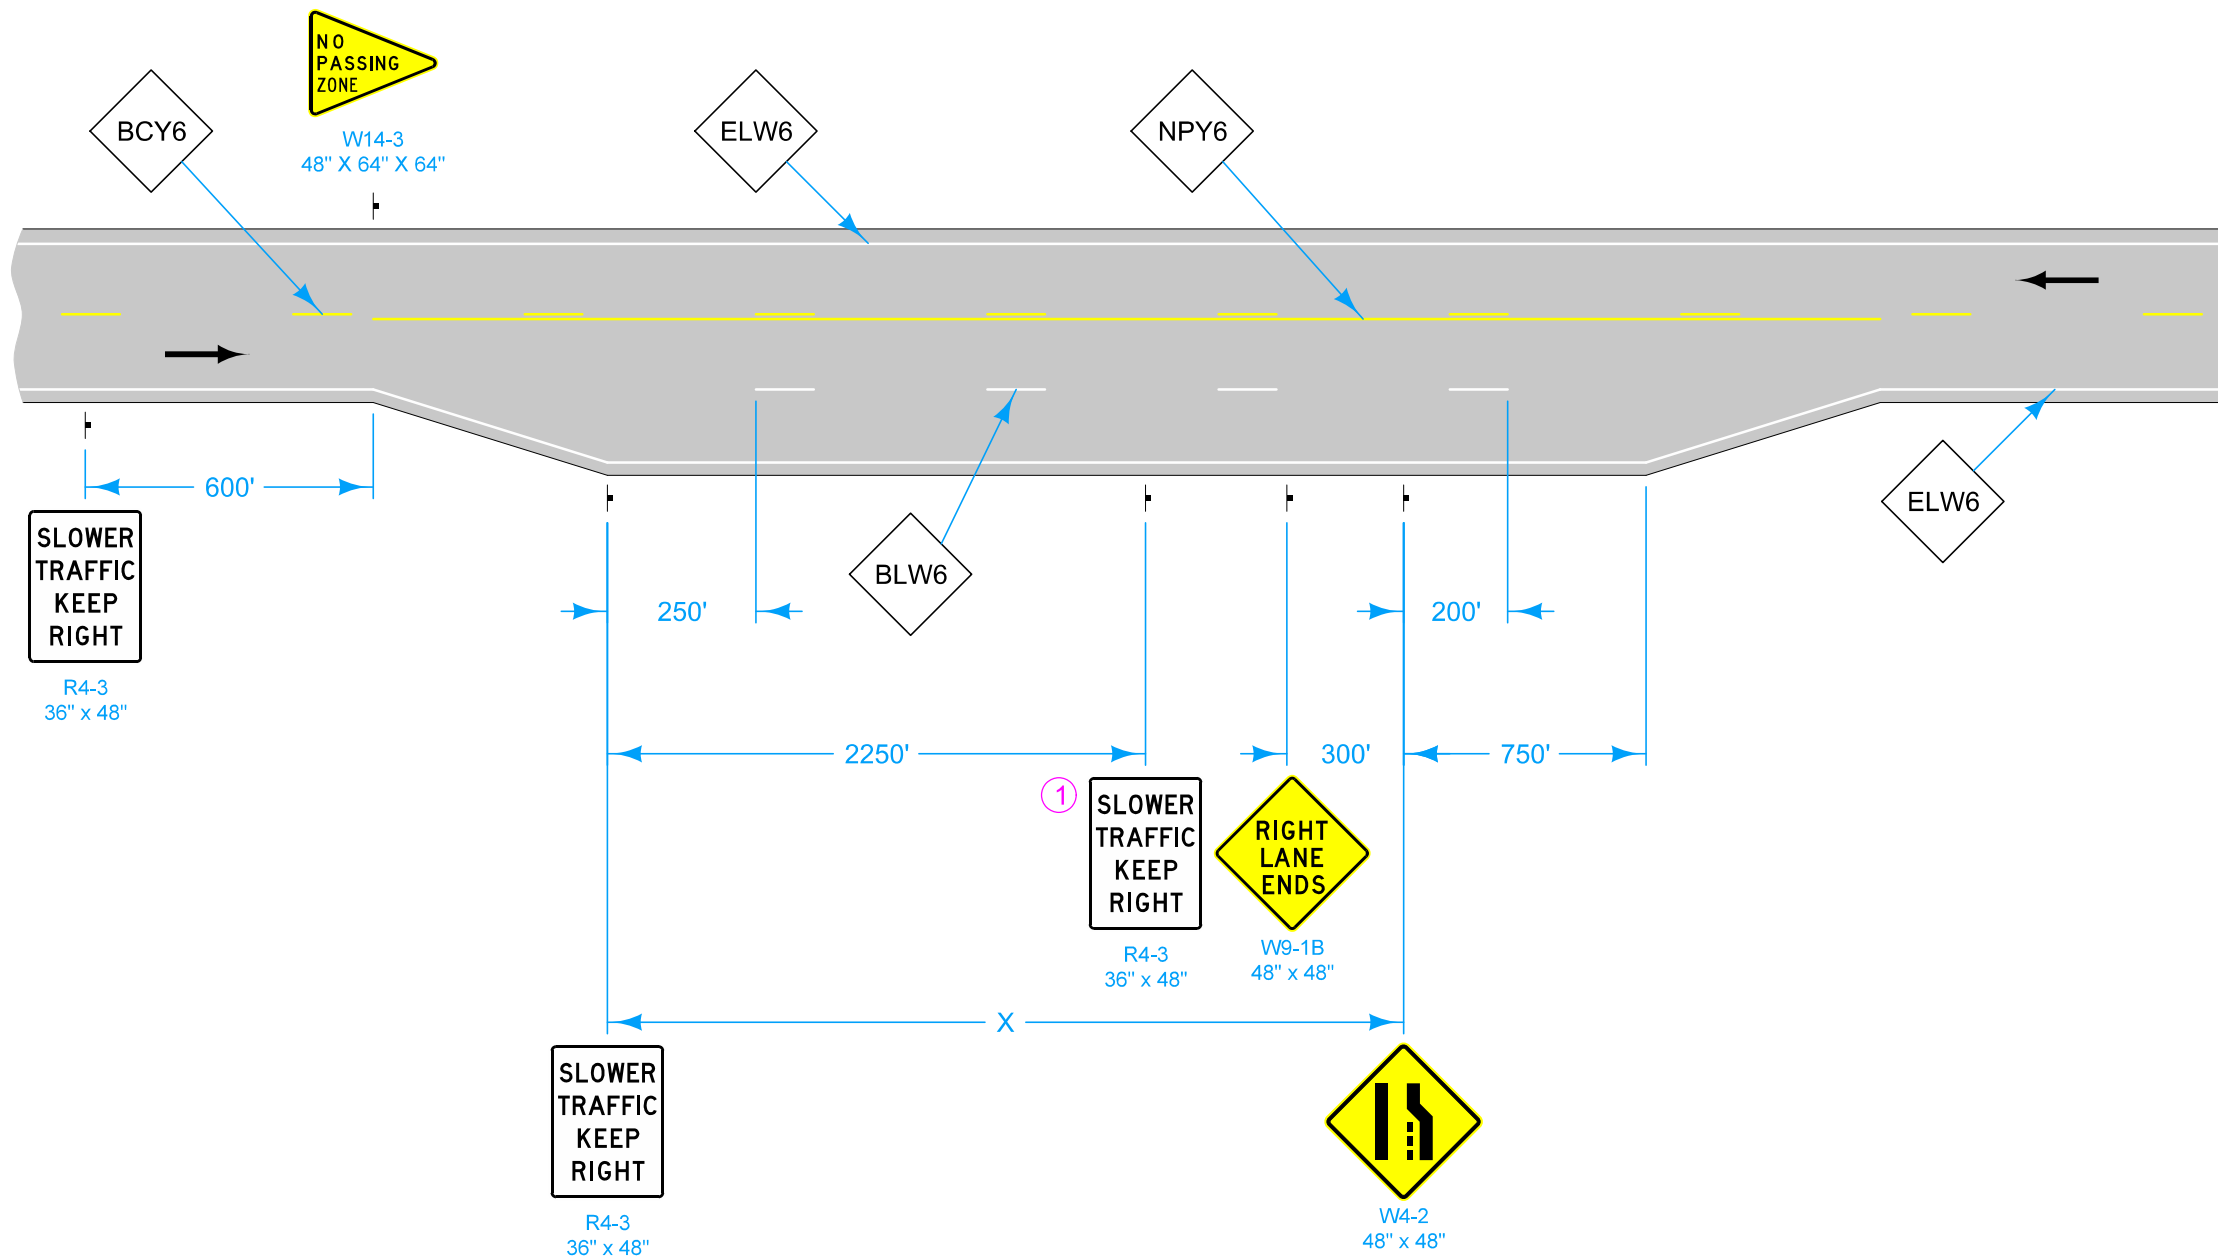 NO
PASSING
ZONE
W14-3
48" X 64" X 64"
BCY6
ELW6
NPY6
600'
SLOWER
TRAFFIC
KEEP
RIGHT
R4-3
36" x 48"
ELW6
BLW6
250'
200'
2250'
300'
750'
1
SLOWER
TRAFFIC
KEEP
RIGHT
R4-3
36" x 48"
RIGHT
LANE
ENDS
W9-1B
48" x 48"
X
SLOWER
TRAFFIC
KEEP
RIGHT
R4-3
36" x 48"
W4-2
48" x 48"